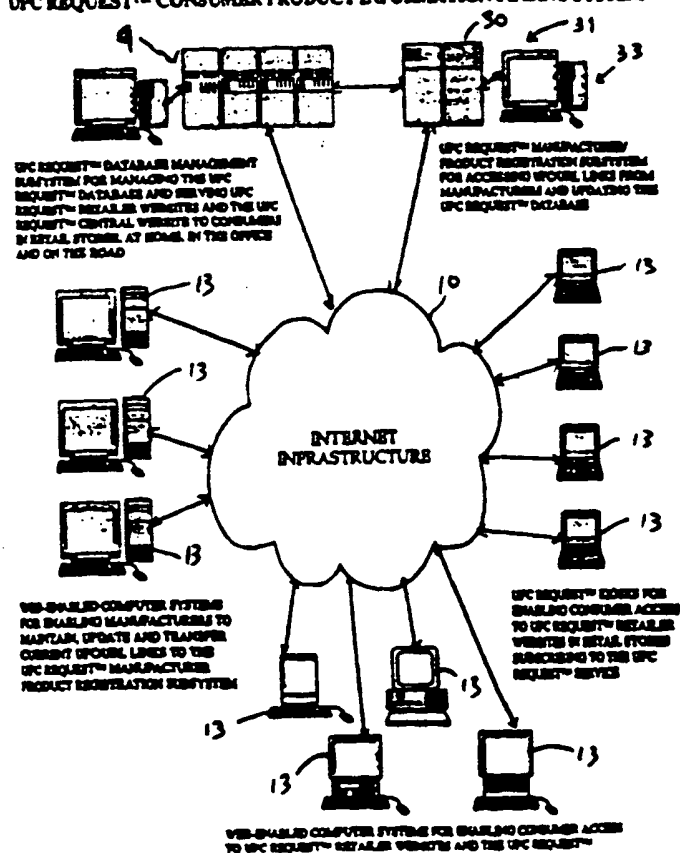 UPC REQUEST™ CONSUMER PRODUCT INFORMATION
9
30
31
33
UPC REQUEST™ DATABASE MANAGEMENT
SUBSYSTEM FOR MANAGING THE UPC
REQUEST™ DATABASE AND SERVING UPC
REQUEST™ RETAILER WEBSITES AND THE UPC
REQUEST™ CENTRAL WEBSITE TO CONSUMERS
IN RETAIL STORES, AT HOME, IN THE OFFICE
AND ON THE ROAD
UPC REQUEST™ MANUFACTURER/
PRODUCT REGISTRATION SUBSYSTEM
FOR ACCESSING UPC/URL LINKS FROM
MANUFACTURERS AND UPDATING THE
UPC REQUEST™ DATABASE
10
13
13
13
13
13
13
13
INTERNET
INFRASTRUCTURE
WEB-ENABLED COMPUTER SYSTEMS
FOR ENABLING MANUFACTURERS TO
MAINTAIN, UPDATE AND TRANSFER
CURRENT UPC/URL LINKS TO THE
UPC REQUEST™ MANUFACTURER
PRODUCT REGISTRATION SUBSYSTEM
UPC REQUEST™ KIOSKS FOR
ENABLING CONSUMER ACCESS
TO UPC REQUEST™ RETAILER
WEBSITES IN RETAIL STORES
SUBSCRIBING TO THE UPC
REQUEST™ SERVICE
13
13
13
13
WEB-ENABLED COMPUTER SYSTEMS FOR ENABLING CONSUMER ACCESS
TO UPC REQUEST™ RETAILER WEBSITES AND THE UPC REQUEST™